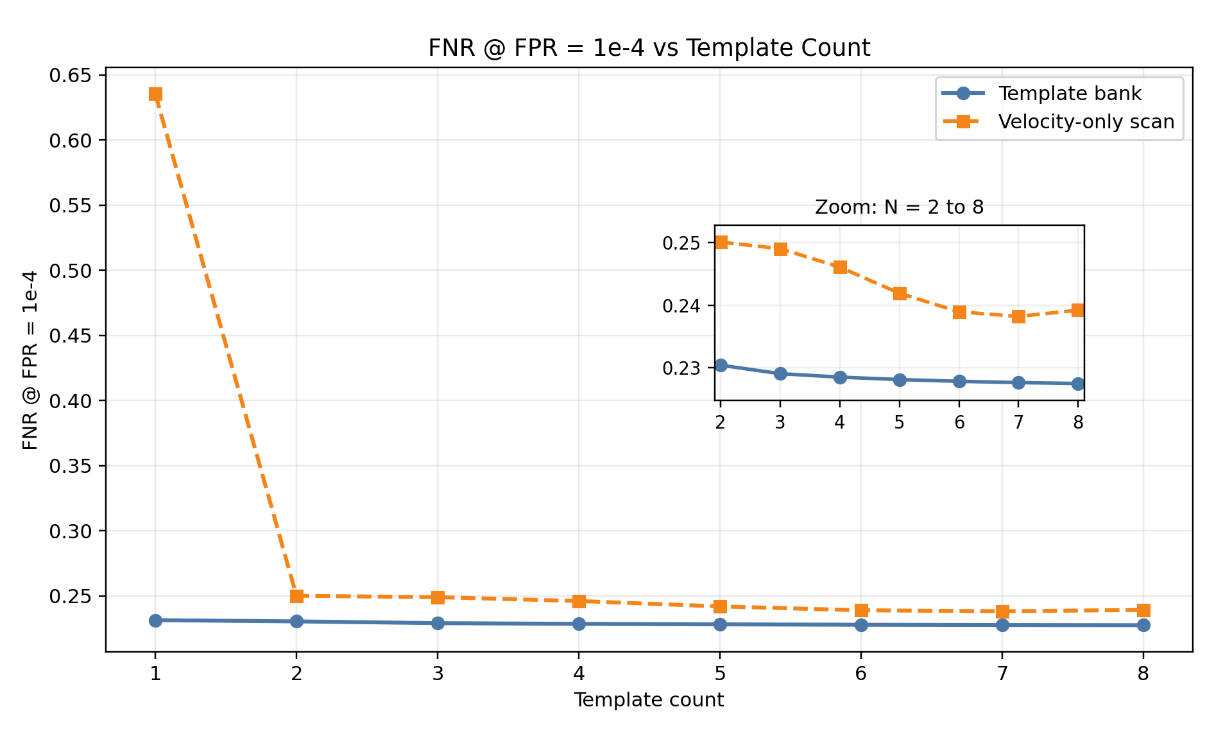 FNR @ FPR = 1e-4 vs Template Count
0.65
0.60
0.55
0.50
0.45
0.40
0.35
0.30
0.25
FNR @ FPR = 1e-4
Template bank
Velocity-only scan
Zoom: N = 2 to 8
0.25
0.24
0.23
2 3 4 5 6 7 8
1 2 3 4 5 6 7 8
Template count